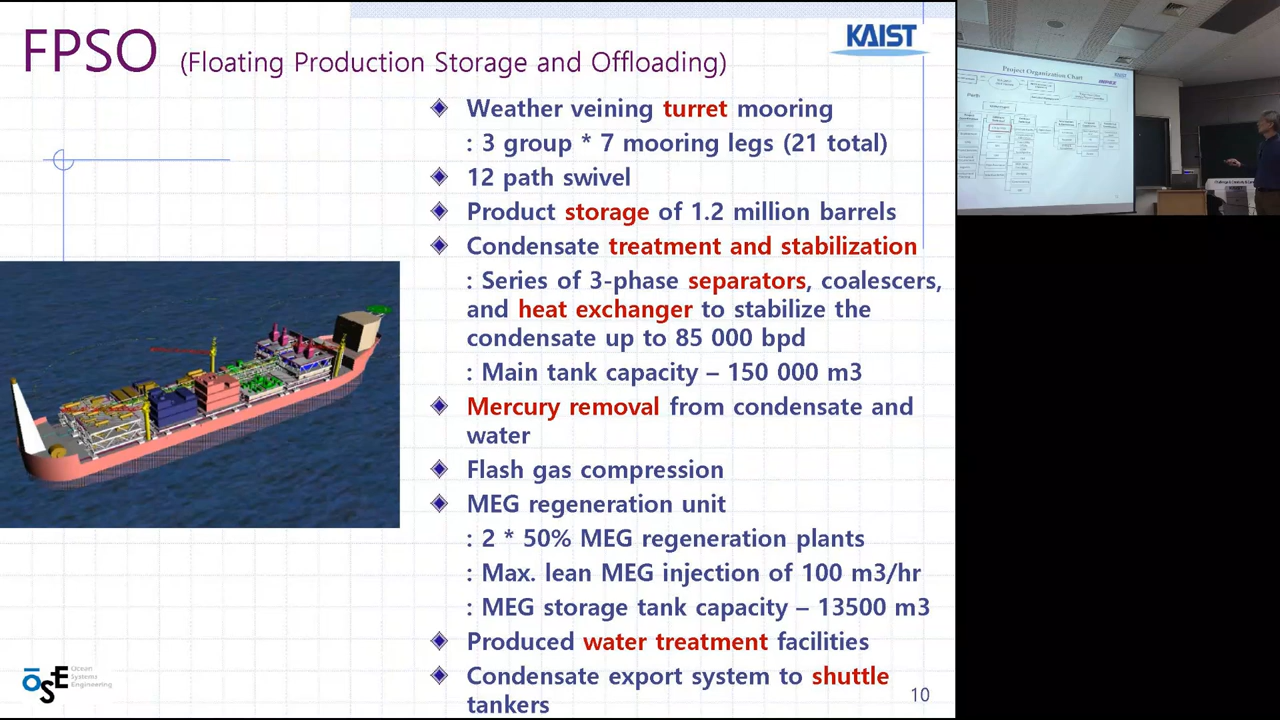 FPSO (Floating Production Storage and Offloading)
KAIST
Weather veining turret mooring
: 3 group * 7 mooring legs (21 total)
12 path swivel
Product storage of 1.2 million barrels
Condensate treatment and stabilization
: Series of 3-phase separators, coalescers,
and heat exchanger to stabilize the
condensate up to 85 000 bpd
: Main tank capacity – 150 000 m3
Mercury removal from condensate and
water
Flash gas compression
MEG regeneration unit
: 2 * 50% MEG regeneration plants
: Max. lean MEG injection of 100 m3/hr
: MEG storage tank capacity – 13500 m3
Produced water treatment facilities
Condensate export system to shuttle
tankers
10
OSE
Ocean
Systems
Engineering
Project Organization Chart
KAIST